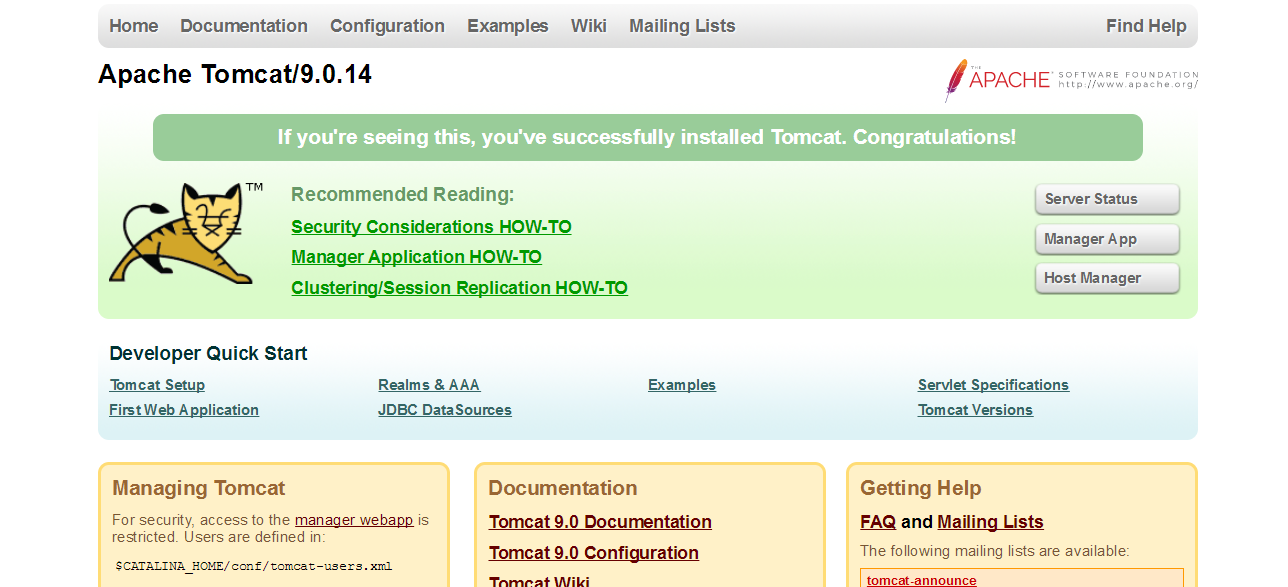 Home Documentation Configuration Examples Wiki Mailing Lists Find Help
Apache Tomcat/9.0.14
THE APACHE SOFTWARE FOUNDATION
http://www.apache.org/
If you're seeing this, you've successfully installed Tomcat. Congratulations!
TM
Recommended Reading:
Security Considerations HOW-TO
Manager Application HOW-TO
Clustering/Session Replication HOW-TO
Server Status
Manager App
Host Manager
Developer Quick Start
Tomcat Setup
First Web Application
Realms & AAA
JDBC DataSources
Examples
Servlet Specifications
Tomcat Versions
Managing Tomcat
For security, access to the manager webapp is
restricted. Users are defined in:
$CATALINA_HOME/conf/tomcat-users.xml
Documentation
Tomcat 9.0 Documentation
Tomcat 9.0 Configuration
Tomcat Wiki
Getting Help
FAQ and Mailing Lists
The following mailing lists are available:
tomcat-announce